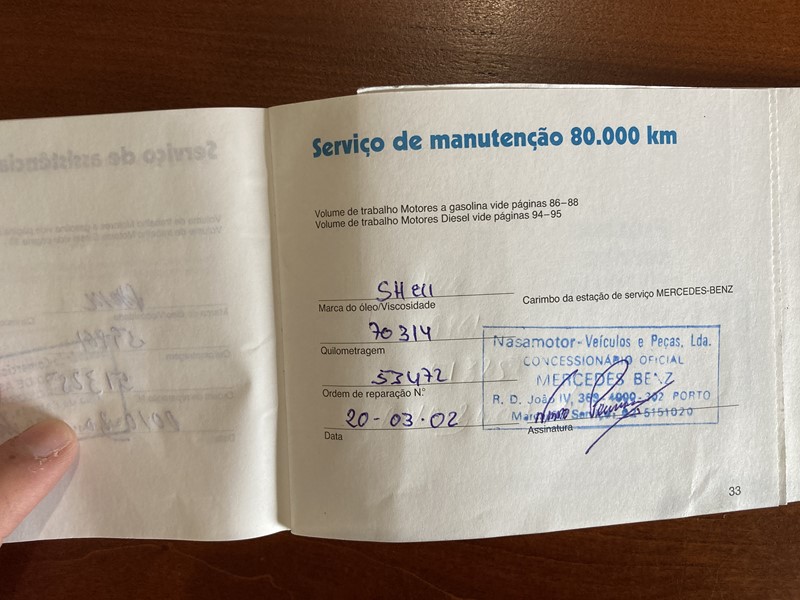 Serviço de manutenção 80.000 km
Volume de trabalho Motores a gasolina vide páginas 86–88
Volume de trabalho Motores Diesel vide páginas 94–95
SHell
Marca do óleo/Viscosidade
Carimbo da estação de serviço MERCEDES-BENZ
70314
Quilometragem
53472
Ordem de reparação N.º
20-03.02
Data
Nasamotor - Veículos e Peças, Lda.
CONCESSIONÁRIO OFICIAL
MERCEDES BENZ
R. D. João IV, 369 4000-302 PORTO
5151020
Assinatura
33